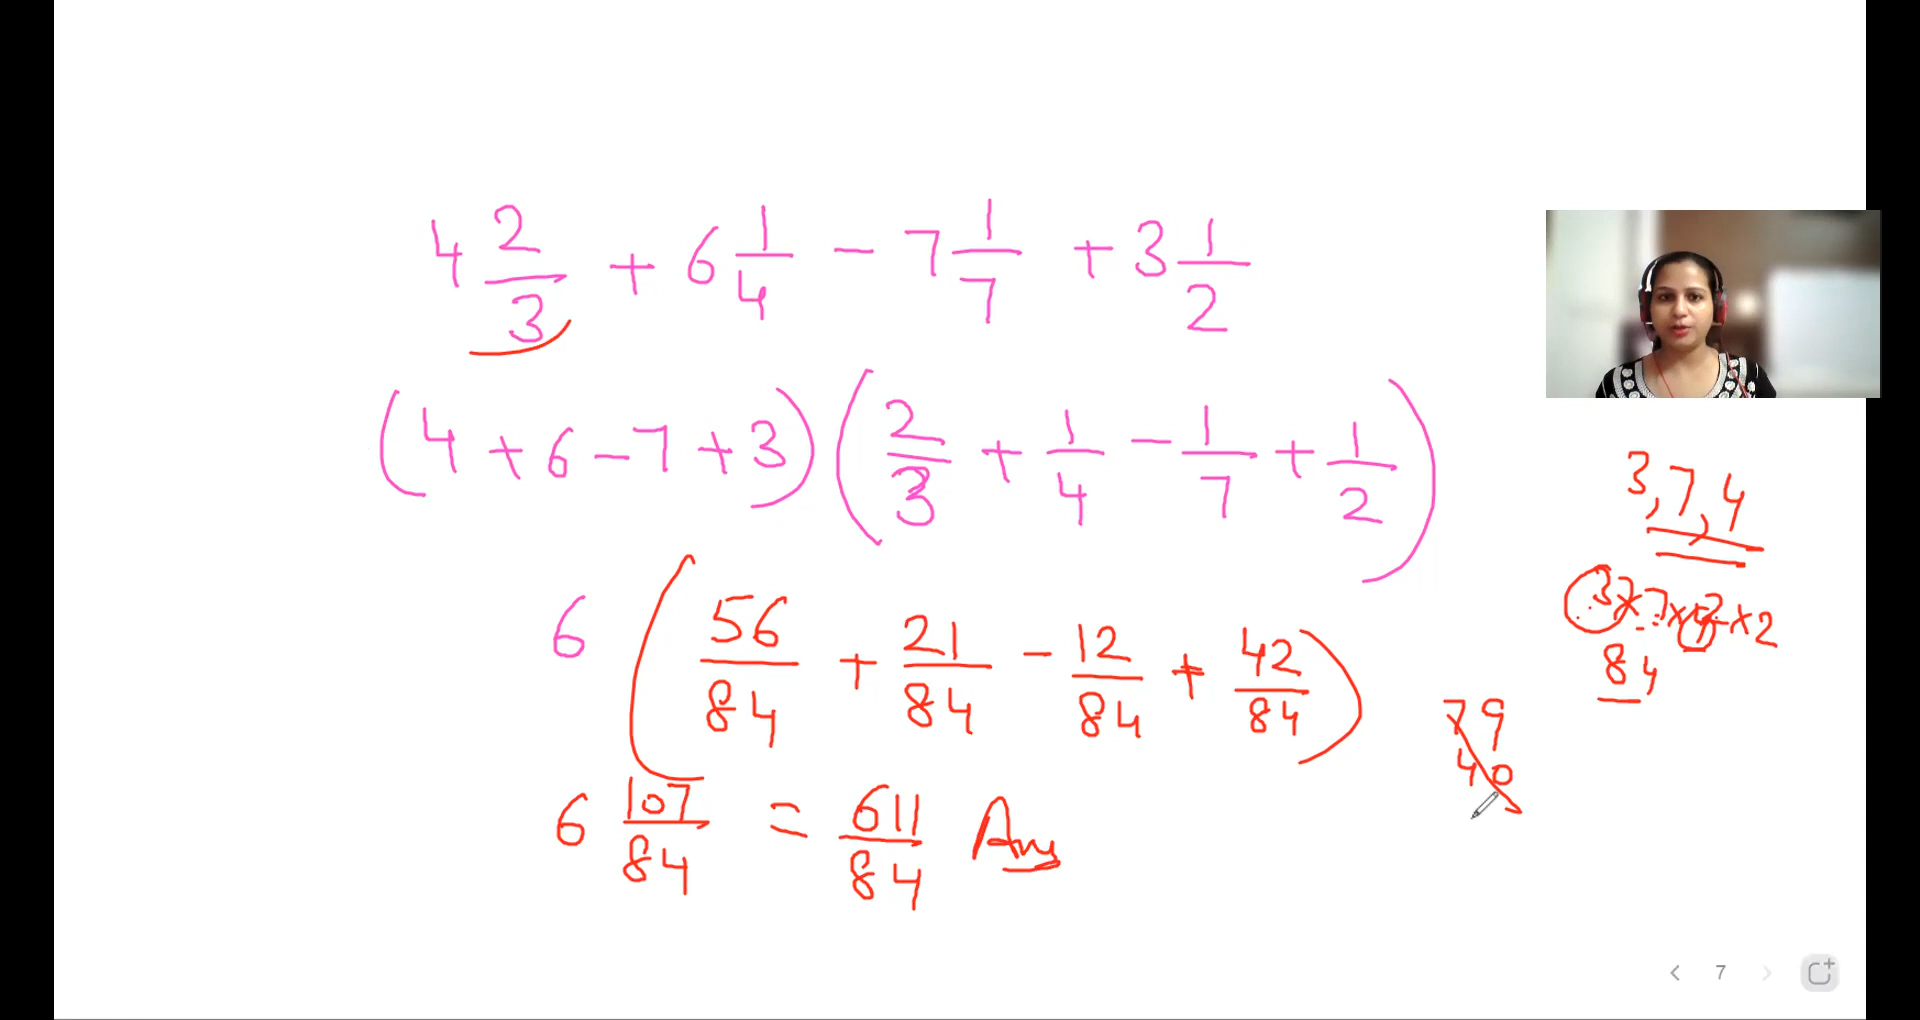 4 2/3 + 6 1/4 - 7 1/7 + 3 1/2
(4 + 6 - 7 + 3) (2/3 + 1/4 - 1/7 + 1/2)
6 (56/84 + 21/84 - 12/84 + 42/84)
6 107/84 = 611/84 Ans
3, 7, 4
84
79
40
7